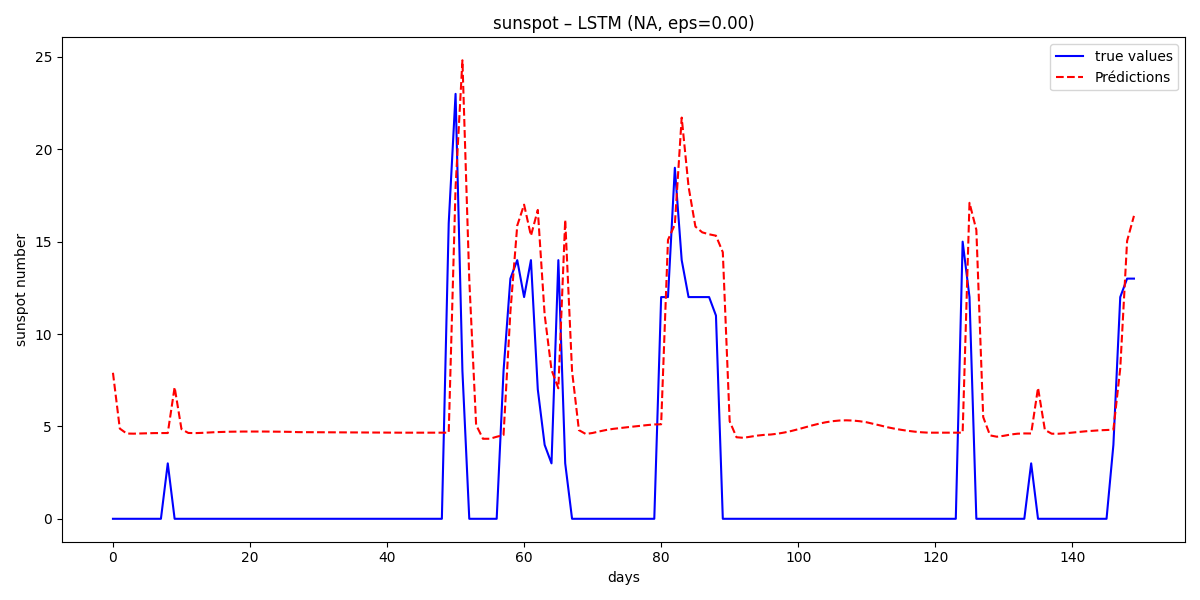 sunspot – LSTM (NA, eps=0.00)
true values
Prédictions
sunspot number
25
20
15
10
5
0
0 20 40 60 80 100 120 140
days